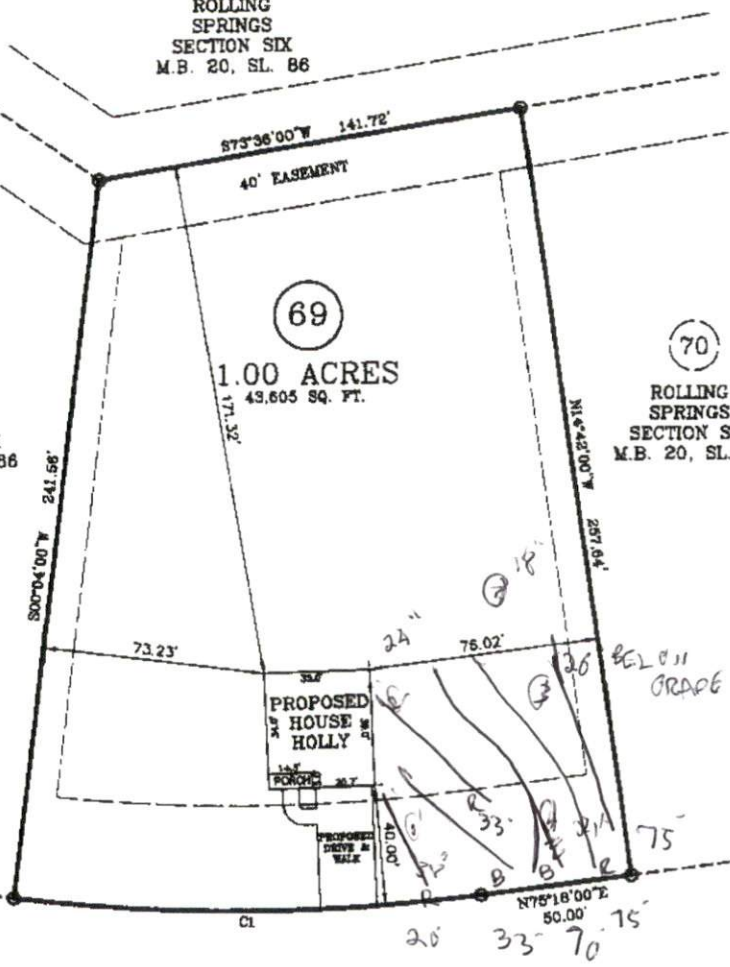 ROLLING
SPRINGS
SECTION SIX
M.B. 20, SL. 86
S73°36'00"W 141.72'
40' EASEMENT
69
1.00 ACRES
43,605 SQ. FT.
171.32'
70
ROLLING
SPRINGS
SECTION S
M.B. 20, SL.
86
S00°04'00"W 241.56'
N14°42'00"W 257.64'
18"
24"
73.23'
76.02'
26
BELOW
GRADE
PROPOSED
HOUSE
HOLLY
PORCH
PROPOSED
DRIVE &
WALK
40.00'
R
33
B
B
R
R
75
N75°18'00"E
50.00'
C1
20
33
70
75